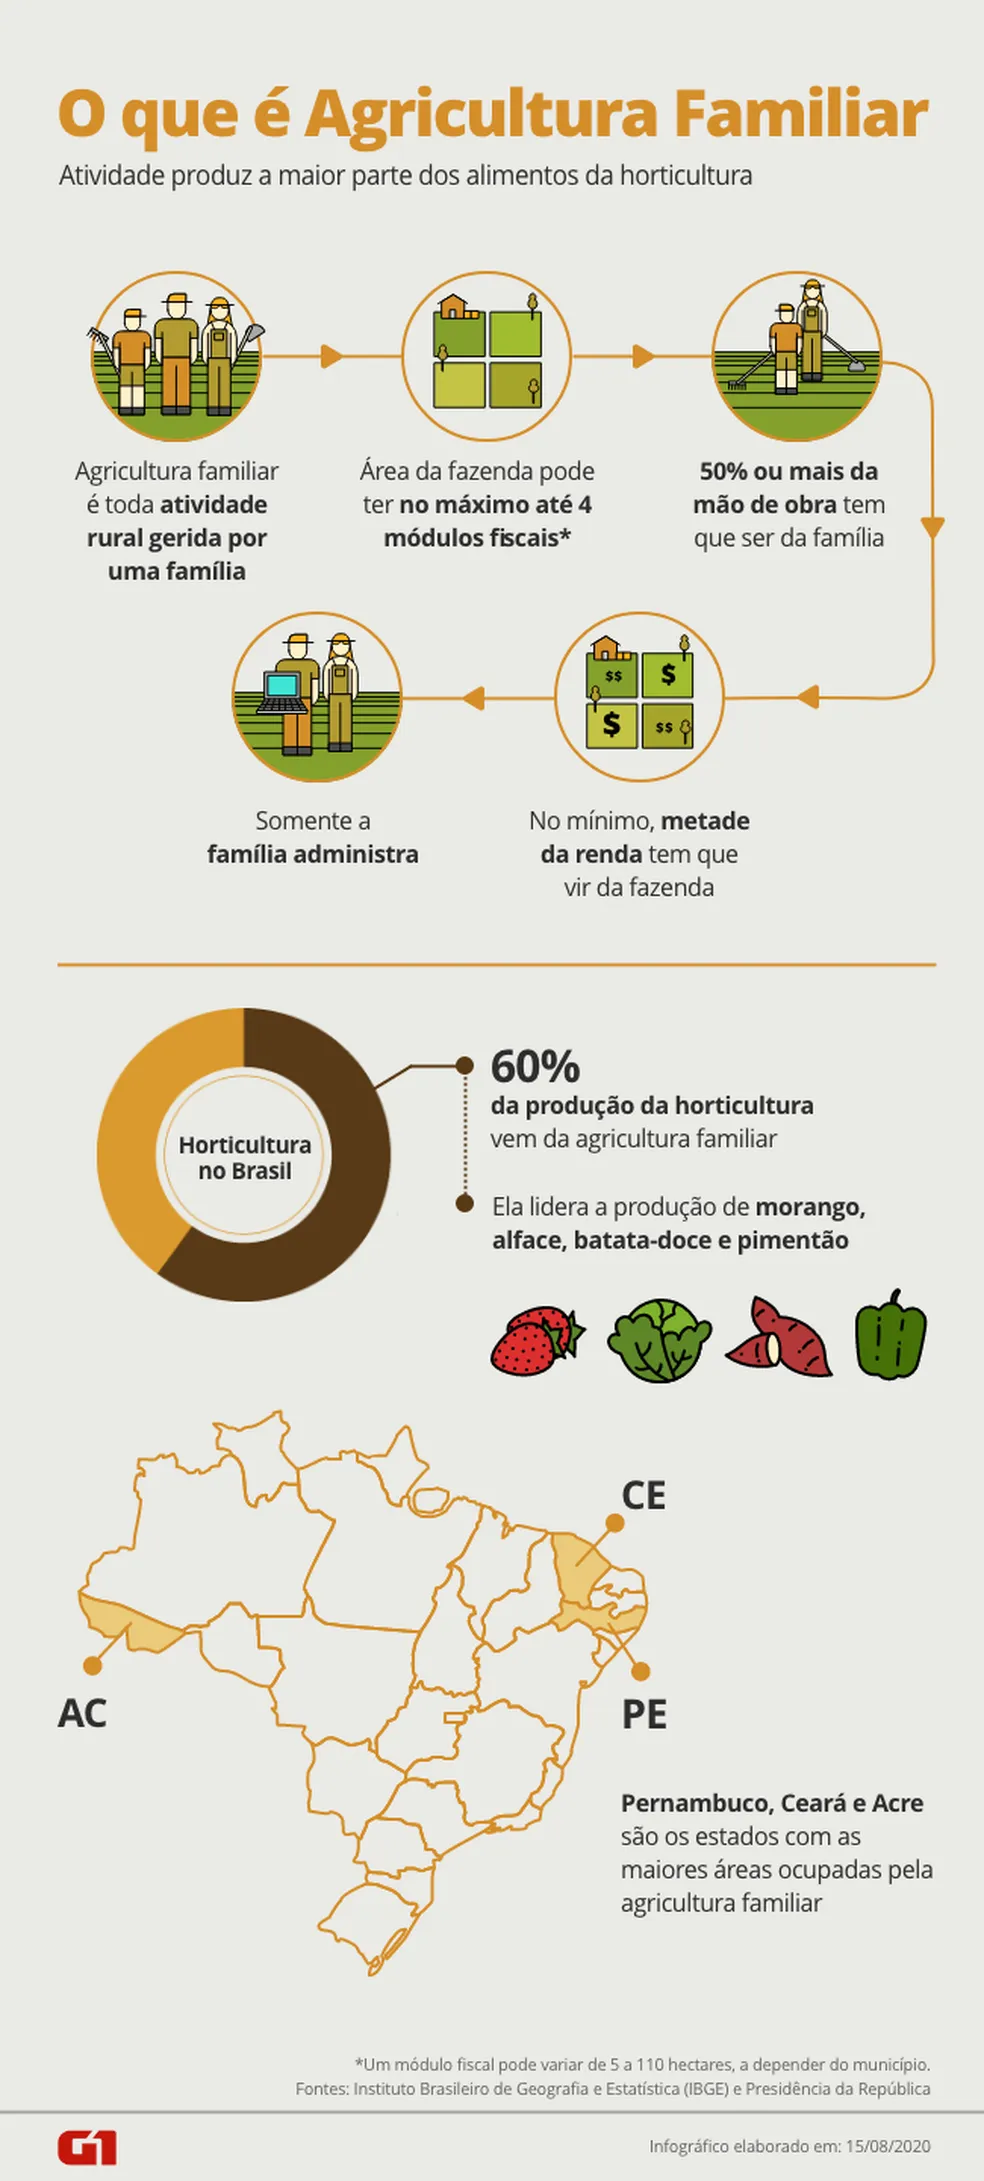 O que é Agricultura Familiar
Atividade produz a maior parte dos alimentos da horticultura
Agricultura familiar
é toda atividade
rural gerida por
uma família
Área da fazenda pode
ter no máximo até 4
módulos fiscais*
50% ou mais da
mão de obra tem
que ser da família
$$ $
$ $$
No mínimo, metade
da renda tem que
vir da fazenda
Somente a
família administra
Horticultura
no Brasil
60%
da produção da horticultura
vem da agricultura familiar
Ela lidera a produção de morango,
alface, batata-doce e pimentão
CE
AC
PE
Pernambuco, Ceará e Acre
são os estados com as
maiores áreas ocupadas pela
agricultura familiar
*Um módulo fiscal pode variar de 5 a 110 hectares, a depender do município.
Fontes: Instituto Brasileiro de Geografia e Estatística (IBGE) e Presidência da República
G1
Infográfico elaborado em: 15/08/2020